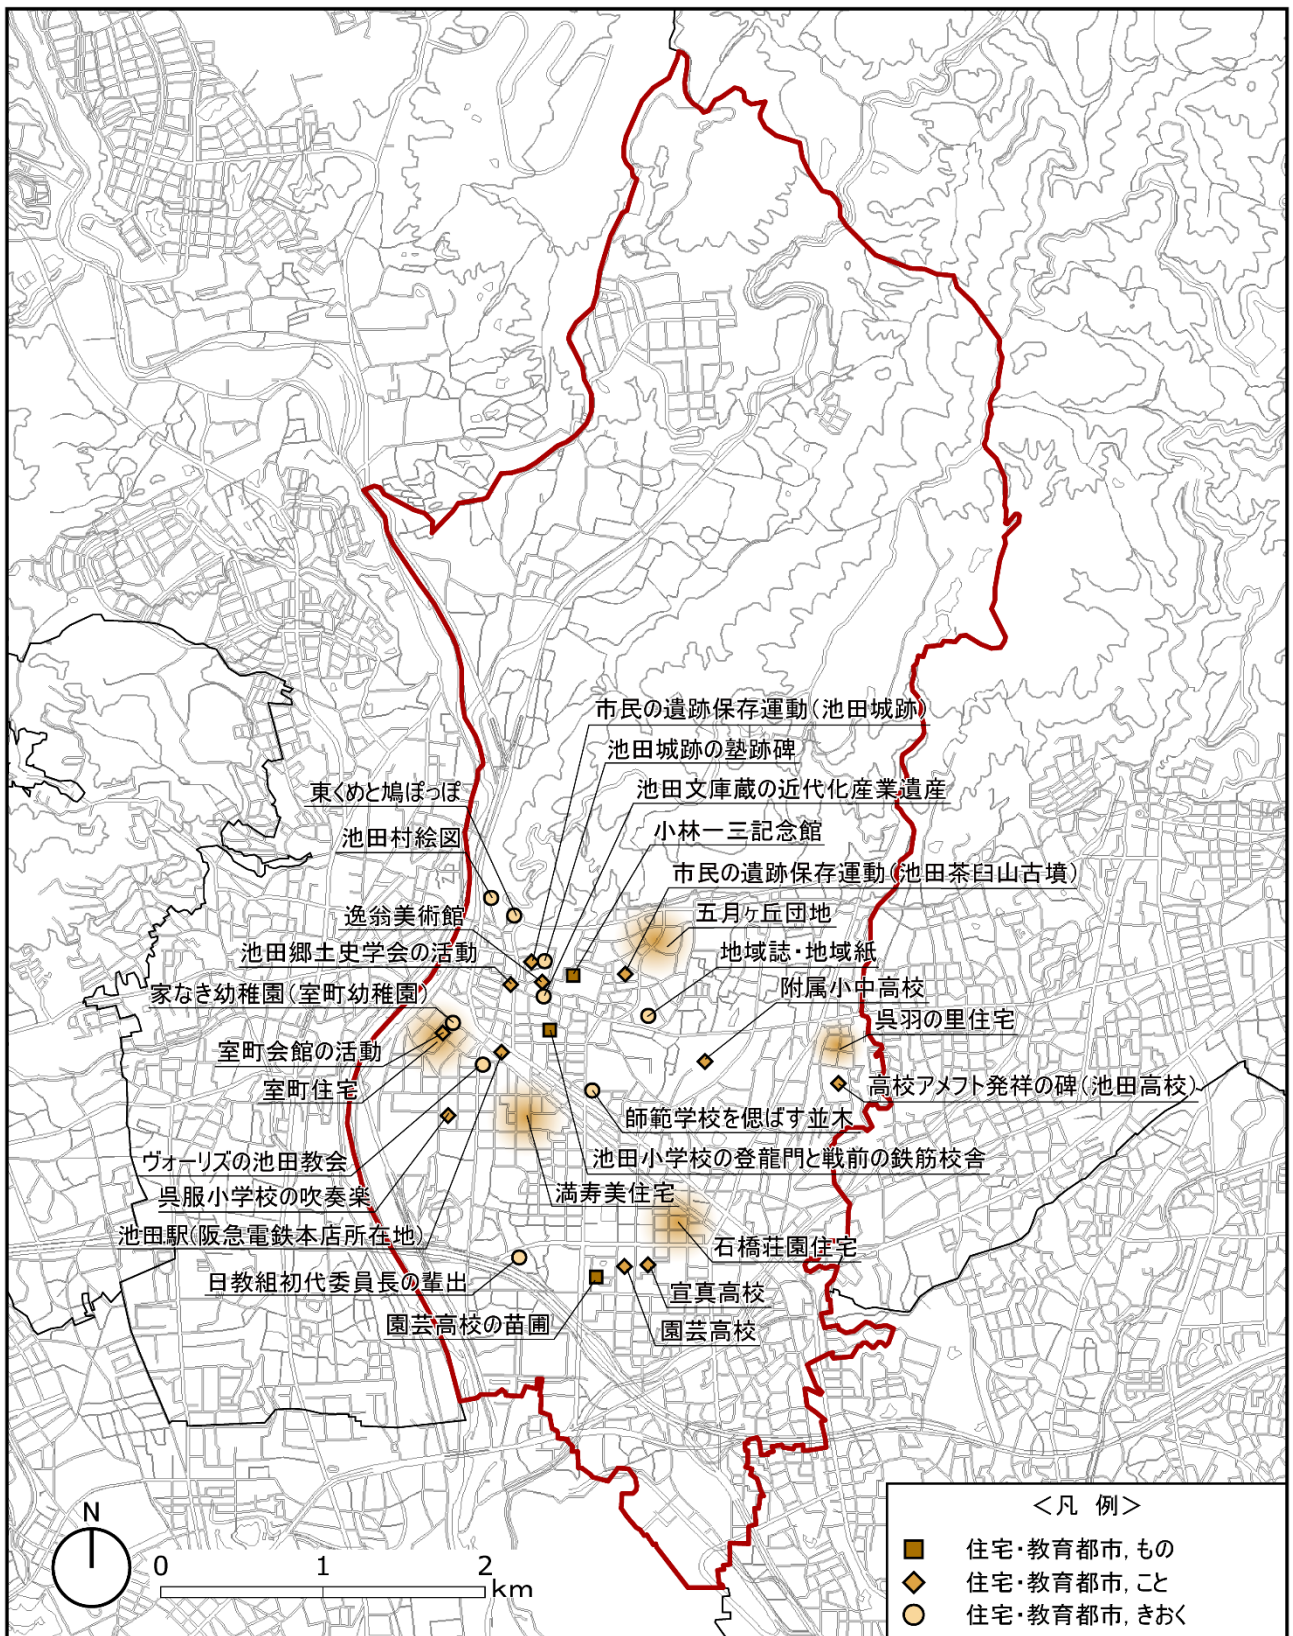 市民の遺跡保存運動(池田城跡)
池田城跡の塾跡碑
東くめと鳩ぽっぽ
池田文庫蔵の近代化産業遺産
池田村絵図
小林一三記念館
市民の遺跡保存運動(池田茶臼山古墳)
逸翁美術館
五月ヶ丘団地
池田郷土史学会の活動
地域誌・地域紙
家なき幼稚園(室町幼稚園)
附属小中高校
呉羽の里住宅
室町会館の活動
室町住宅
高校アメフト発祥の碑(池田高校)
師範学校を偲ばす並木
ヴォーリズの池田教会
池田小学校の登龍門と戦前の鉄筋校舎
呉服小学校の吹奏楽
満寿美住宅
池田駅(阪急電鉄本店所在地)
石橋荘園住宅
日教組初代委員長の輩出
宣真高校
園芸高校の苗圃
園芸高校
<凡 例>
住宅・教育都市,もの
住宅・教育都市,こと
住宅・教育都市,きおく
N
0 1 2
km